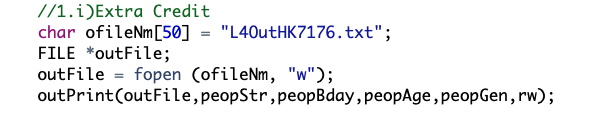 //1.i)Extra Credit
char ofileNm[50] = "L4OutHK7176.txt";
FILE *outFile;
outFile = fopen (ofileNm, "w");
outPrint(outFile,peopStr,peopBday,peopAge,peopGen,rw);